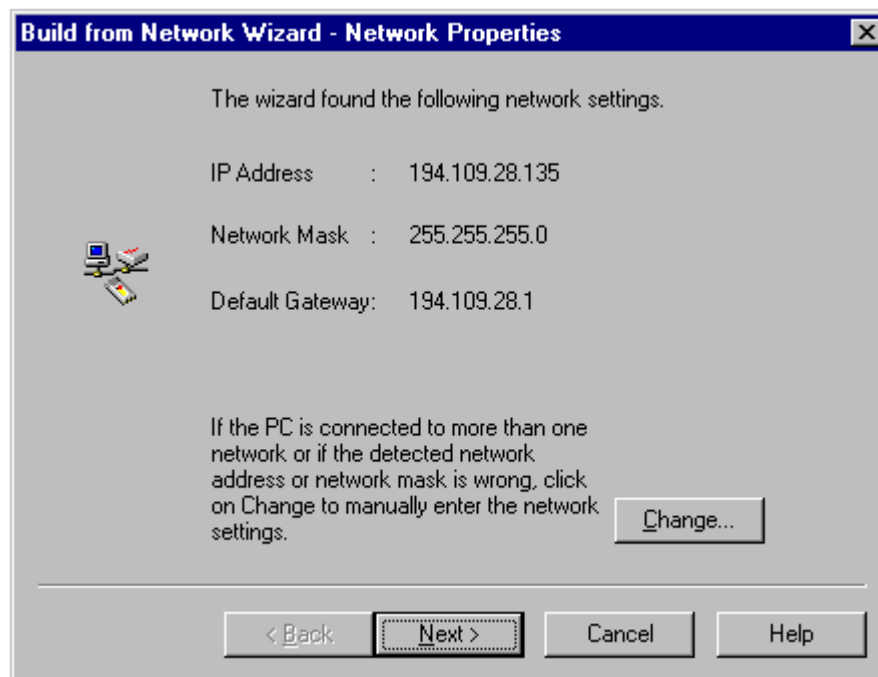 Build from Network Wizard - Network Properties
The wizard found the following network settings.
IP Address : 194.109.28.135
Network Mask : 255.255.255.0
Default Gateway: 194.109.28.1
If the PC is connected to more than one
network or if the detected network
address or network mask is wrong, click
on Change to manually enter the network
settings.
Change...
< Back
Next >
Cancel
Help